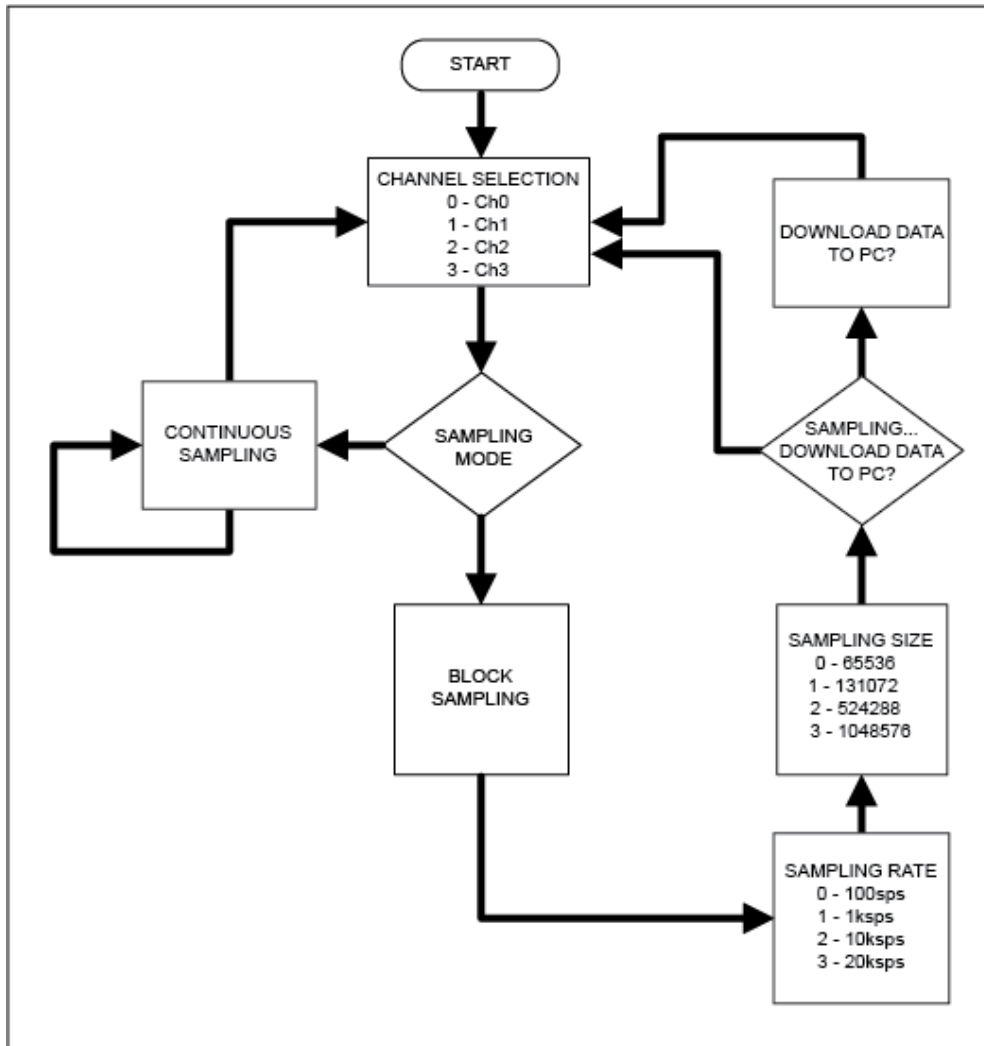 START
CHANNEL SELECTION
0 - Ch0
1 - Ch1
2 - Ch2
3 - Ch3
DOWNLOAD DATA
TO PC?
CONTINUOUS
SAMPLING
SAMPLING
MODE
SAMPLING...
DOWNLOAD DATA
TO PC?
BLOCK
SAMPLING
SAMPLING SIZE
0 - 65536
1 - 131072
2 - 524288
3 - 1048576
SAMPLING RATE
0 - 100sps
1 - 1ksps
2 - 10ksps
3 - 20ksps